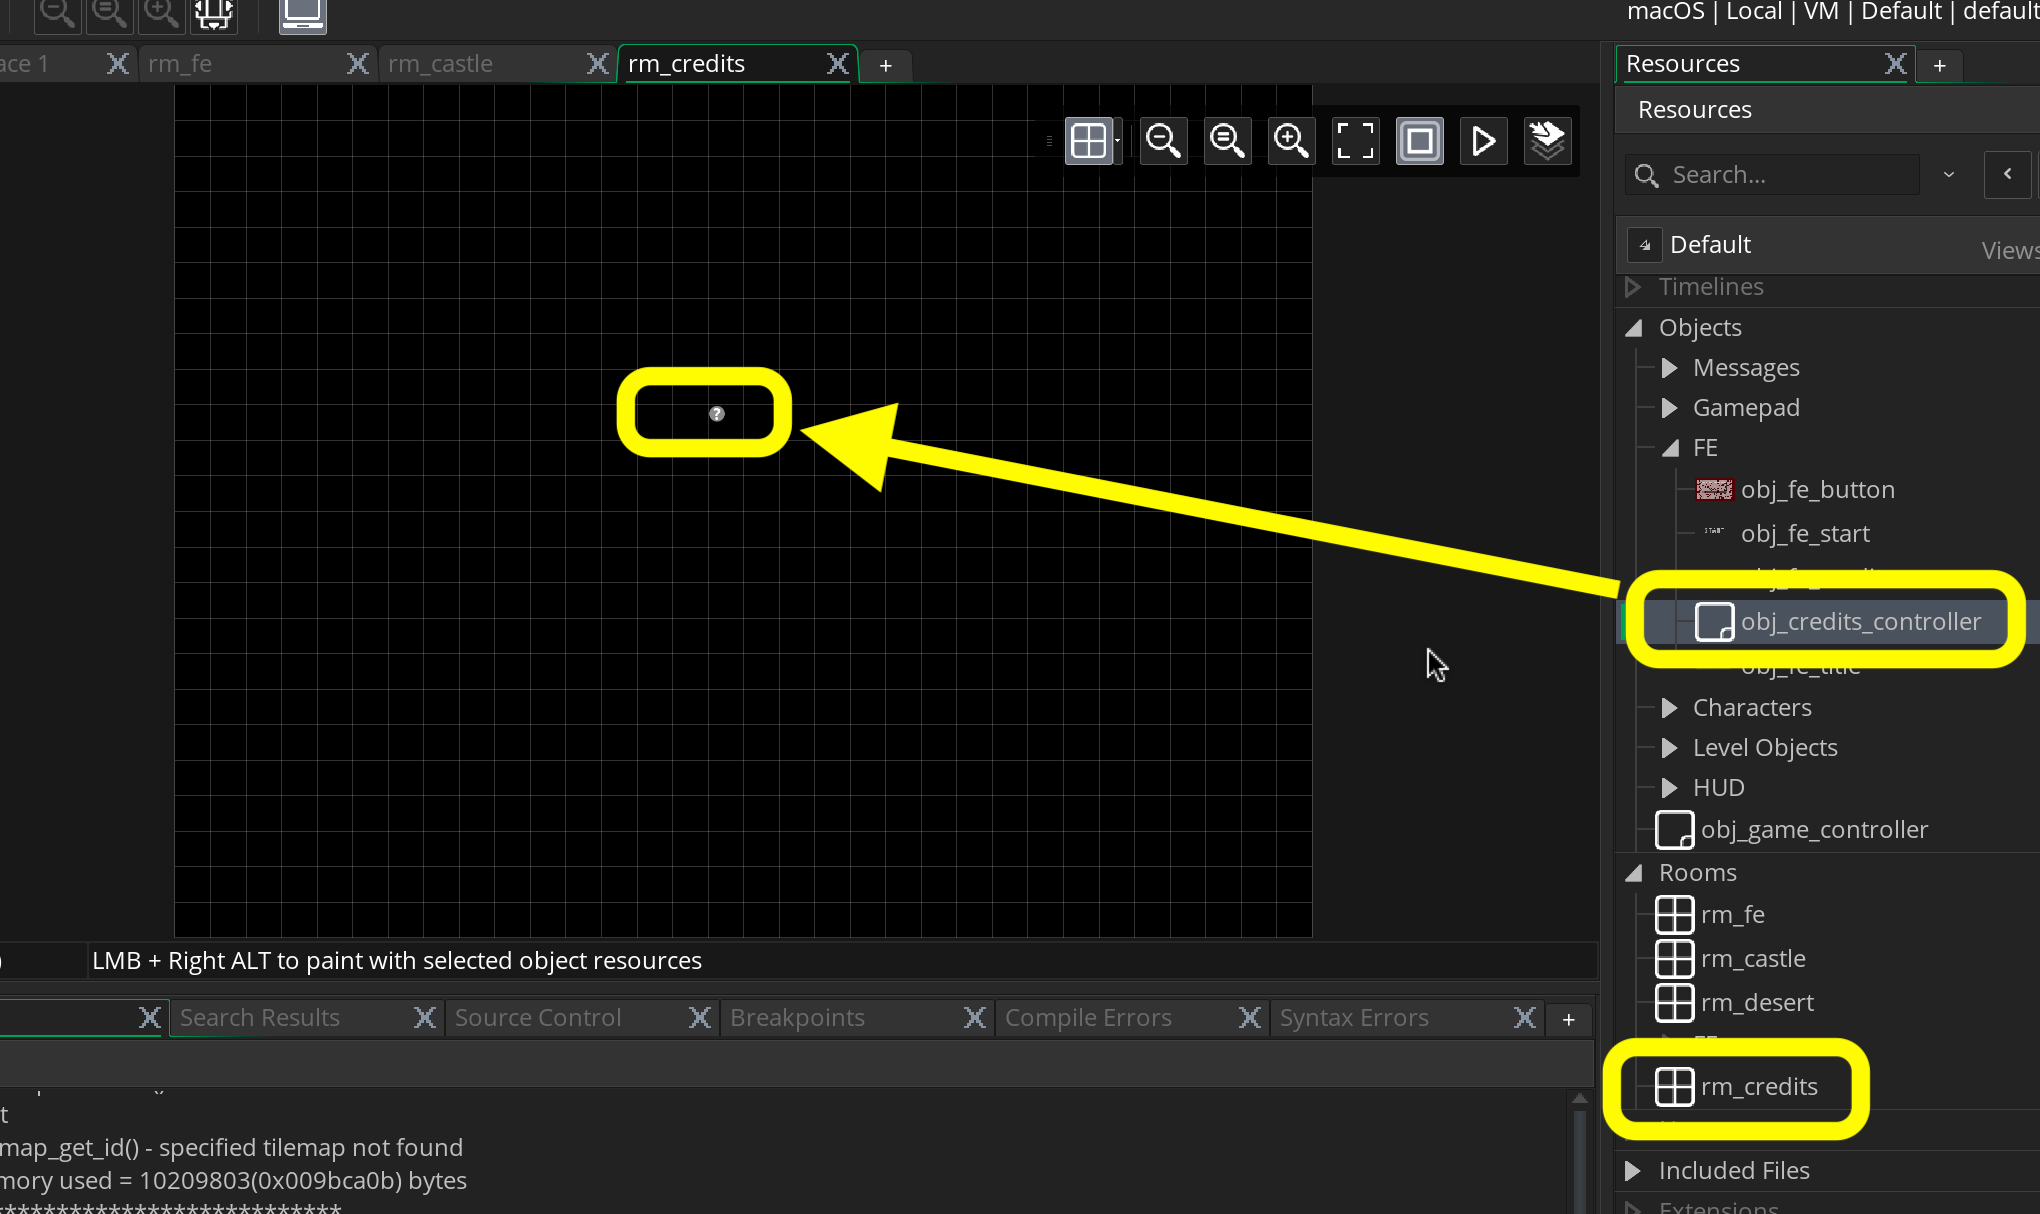 macOS | Local | VM | Default | default
ace 1
rm_fe
rm_castle
rm_credits
+
Resources
+
Resources
Search...
Default
Views
Timelines
Objects
Messages
Gamepad
FE
?
obj_fe_button
obj_fe_start
obj_credits_controller
obj_fe_title
Characters
Level Objects
HUD
obj_game_controller
Rooms
rm_fe
rm_castle
rm_desert
rm_credits
Included Files
Extensions
)
LMB + Right ALT to paint with selected object resources
Search Results
Source Control
Breakpoints
Compile Errors
Syntax Errors
+
t
map_get_id() - specified tilemap not found
mory used = 10209803(0x009bca0b) bytes
***************************